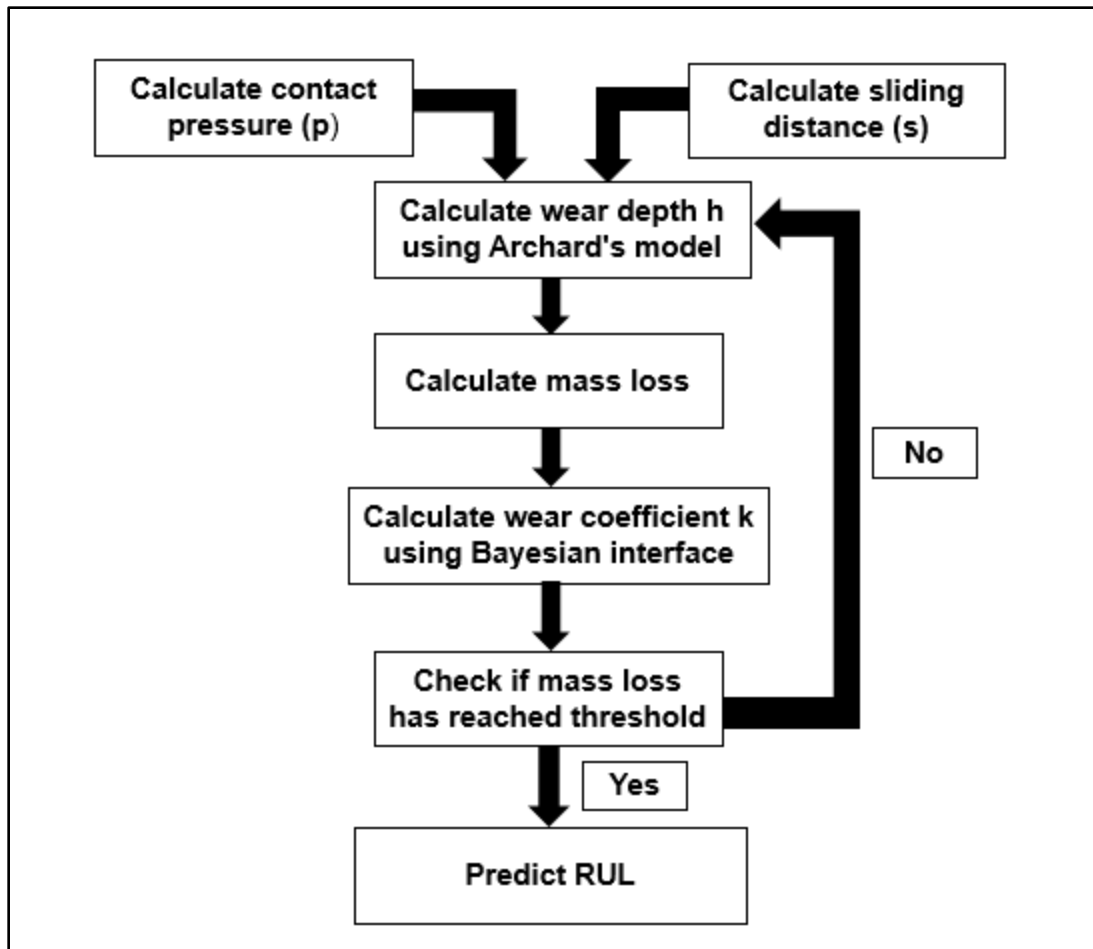 Calculate contact
pressure (p)
Calculate sliding
distance (s)
Calculate wear depth h
using Archard's model
Calculate mass loss
No
Calculate wear coefficient k
using Bayesian interface
Check if mass loss
has reached threshold
Yes
Predict RUL